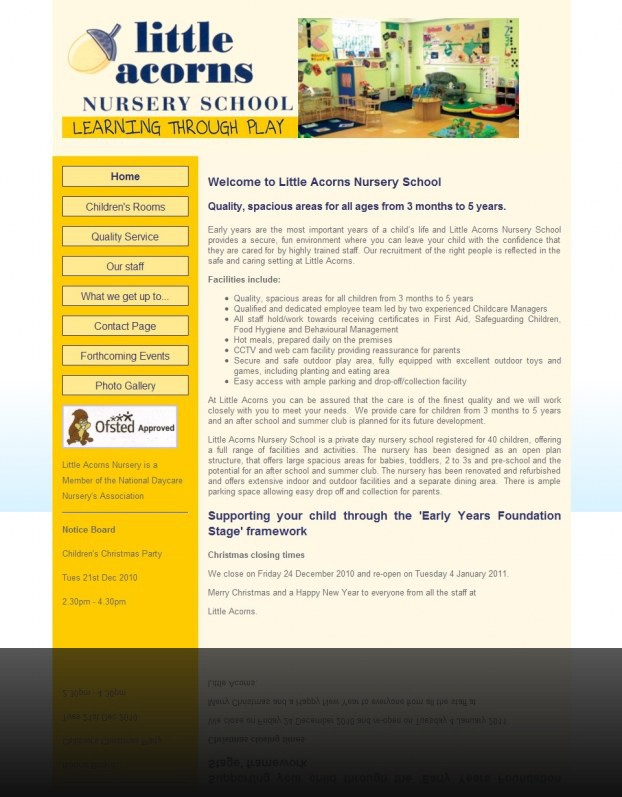 little
acorns
NURSERY SCHOOL
LEARNING THROUGH PLAY
Home
Children's Rooms
Quality Service
Our staff
What we get up to...
Contact Page
Forthcoming Events
Photo Gallery
Ofsted Approved
Little Acorns Nursery is a
Member of the National Daycare
Nursery's Association
Notice Board
Children's Christmas Party
Tues 21st Dec 2010
2.30pm - 4.30pm
Welcome to Little Acorns Nursery School
Quality, spacious areas for all ages from 3 months to 5 years.
Early years are the most important years of a child's life and Little Acorns Nursery School
provides a secure, fun environment where you can leave your child with the confidence that
they are cared for by highly trained staff. Our recruitment of the right people is reflected in the
safe and caring setting at Little Acorns.
Facilities include:
• Quality, spacious areas for all children from 3 months to 5 years
• Qualified and dedicated employee team led by two experienced Childcare Managers
• All staff hold/work towards receiving certificates in First Aid, Safeguarding Children,
Food Hygiene and Behavioural Management
• Hot meals, prepared daily on the premises
• CCTV and web cam facility providing reassurance for parents
• Secure and safe outdoor play area, fully equipped with excellent outdoor toys and
games, including planting and eating area
• Easy access with ample parking and drop-off/collection facility
At Little Acorns you can be assured that the care is of the finest quality and we will work
closely with you to meet your needs. We provide care for children from 3 months to 5 years
and an after school and summer club is planned for its future development.
Little Acorns Nursery School is a private day nursery school registered for 40 children, offering
a full range of facilities and activities. The nursery has been designed as an open plan
structure, that offers large spacious areas for babies, toddlers, 2 to 3s and pre-school and the
potential for an after school and summer club. The nursery has been renovated and refurbished
and offers extensive indoor and outdoor facilities and a separate dining area. There is ample
parking space allowing easy drop off and collection for parents.
Supporting your child through the 'Early Years Foundation
Stage' framework
Christmas closing times
We close on Friday 24 December 2010 and re-open on Tuesday 4 January 2011.
Merry Christmas and a Happy New Year to everyone from all the staff at
Little Acorns.